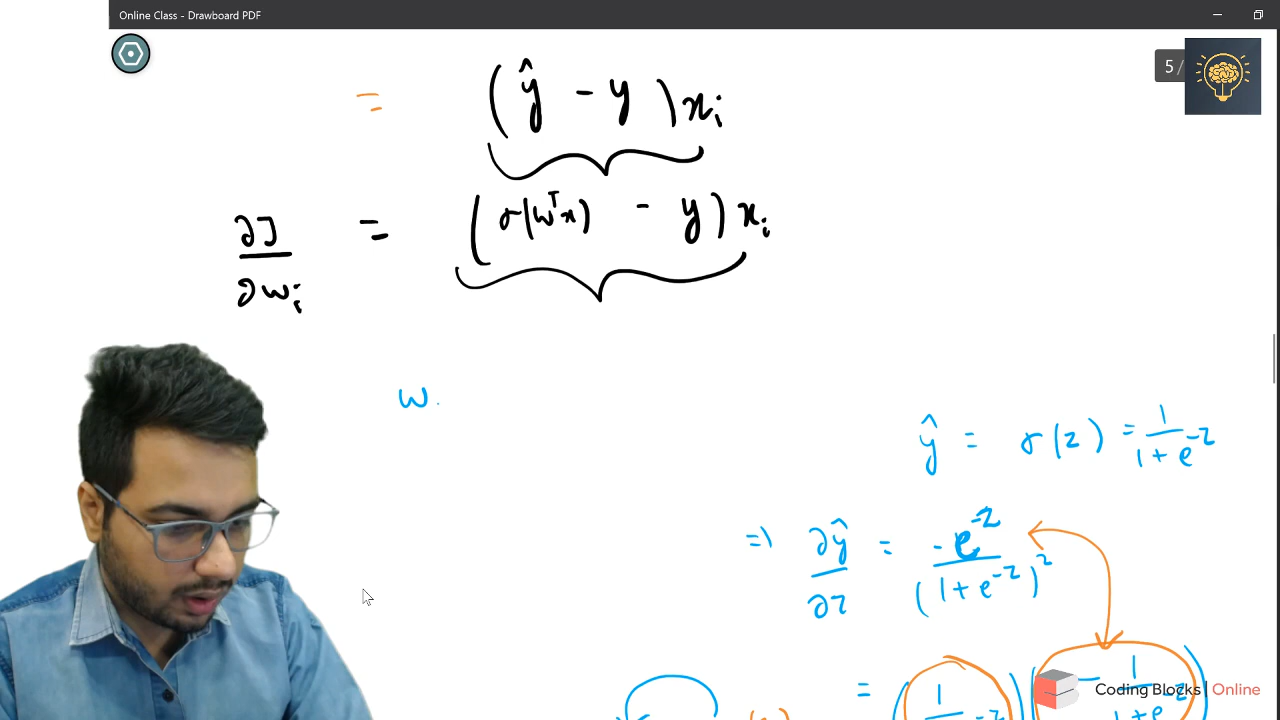 Online Class - Drawboard PDF
5 /
= (ŷ - y) xᵢ
∂J/∂wᵢ = (σ(wᵀx) - y) xᵢ
w.
ŷ = σ(z) = 1/(1 + e^-z)
=> ∂ŷ/∂z = -e^-z/(1 + e^-z)²
Coding Blocks | Online